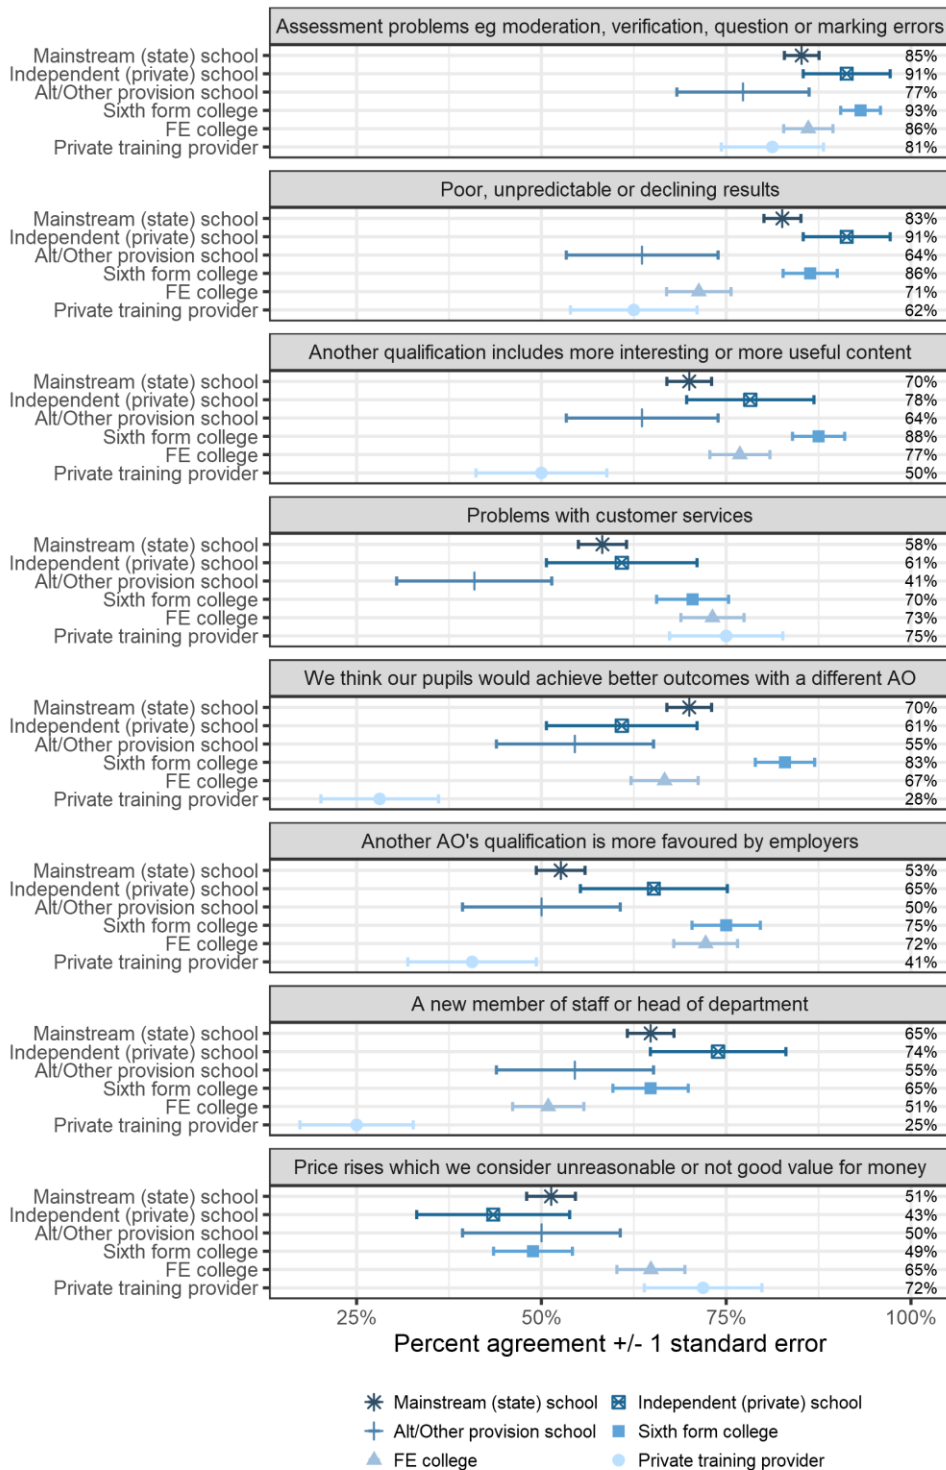 Assessment problems eg moderation, verification, question or marking errors
Mainstream (state) school 85%
Independent (private) school 91%
Alt/Other provision school 77%
Sixth form college 93%
FE college 86%
Private training provider 81%
Poor, unpredictable or declining results
Mainstream (state) school 83%
Independent (private) school 91%
Alt/Other provision school 64%
Sixth form college 86%
FE college 71%
Private training provider 62%
Another qualification includes more interesting or more useful content
Mainstream (state) school 70%
Independent (private) school 78%
Alt/Other provision school 64%
Sixth form college 88%
FE college 77%
Private training provider 50%
Problems with customer services
Mainstream (state) school 58%
Independent (private) school 61%
Alt/Other provision school 41%
Sixth form college 70%
FE college 73%
Private training provider 75%
We think our pupils would achieve better outcomes with a different AO
Mainstream (state) school 70%
Independent (private) school 61%
Alt/Other provision school 55%
Sixth form college 83%
FE college 67%
Private training provider 28%
Another AO's qualification is more favoured by employers
Mainstream (state) school 53%
Independent (private) school 65%
Alt/Other provision school 50%
Sixth form college 75%
FE college 72%
Private training provider 41%
A new member of staff or head of department
Mainstream (state) school 65%
Independent (private) school 74%
Alt/Other provision school 55%
Sixth form college 65%
FE college 51%
Private training provider 25%
Price rises which we consider unreasonable or not good value for money
Mainstream (state) school 51%
Independent (private) school 43%
Alt/Other provision school 50%
Sixth form college 49%
FE college 65%
Private training provider 72%
25% 50% 75% 100%
Percent agreement +/- 1 standard error
Mainstream (state) school Independent (private) school
Alt/Other provision school Sixth form college
FE college Private training provider